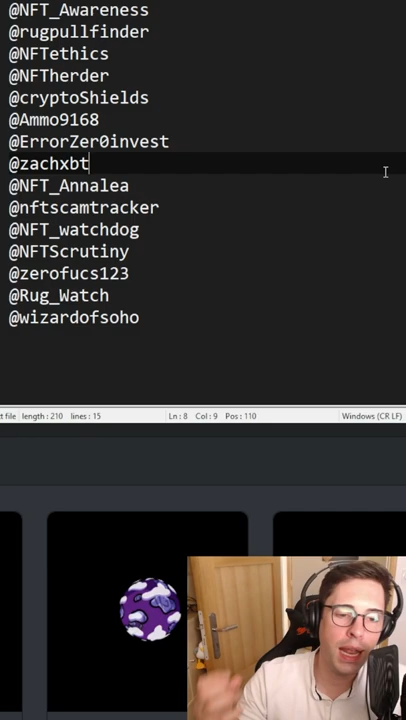 @NFT_Awareness
@rugpullfinder
@NFTethics
@NFTherder
@cryptoShields
@Ammo9168
@ErrorZer0invest
@zachxbt
@NFT_Annalea
@nftscamtracker
@NFT_watchdog
@NFTScrutiny
@zerofucs123
@Rug_Watch
@wizardofsoho
t file length : 210 lines : 15 Ln : 8 Col : 9 Pos : 110 Windows (CR LF)